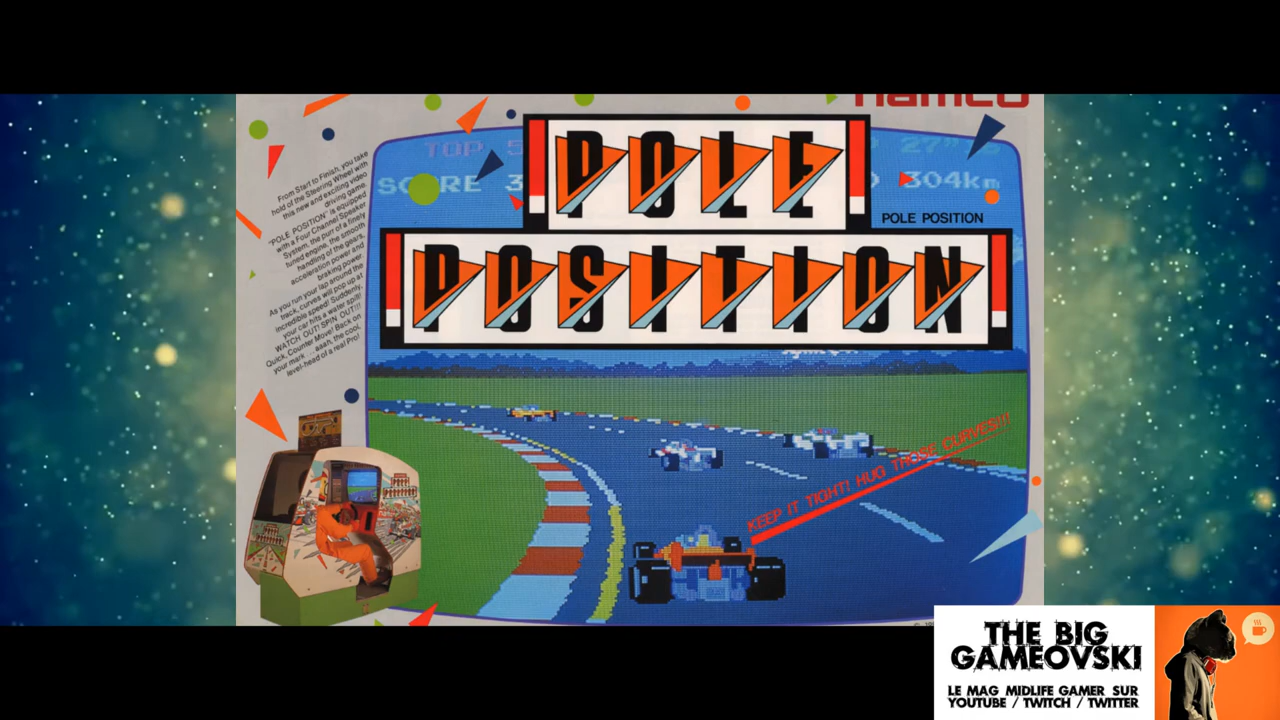 namco
TOP 5
27"
SCORE 3
304km
POLE
POSITION
POLE POSITION
From Start to Finish, you take
hold of the Steering Wheel with
this new and exciting video
driving game.
"POLE POSITION" is equipped
with a Four Channel Speaker
System, the purr of a finely
tuned engine, the smooth
handling of the gears,
acceleration power and
braking power.
As you run your lap around the
track, curves will pop up at
incredible speed! Suddenly,
your car hits a water spill!
WATCH OUT! SPIN OUT!!!
Quick, Counter Move! Back on
your mark ... aaah, the cool,
level-head of a real Pro!
KEEP IT TIGHT! HUG THOSE CURVES!!!
THE BIG
GAMEOVSKI
LE MAG MIDLIFE GAMER SUR
YOUTUBE / TWITCH / TWITTER